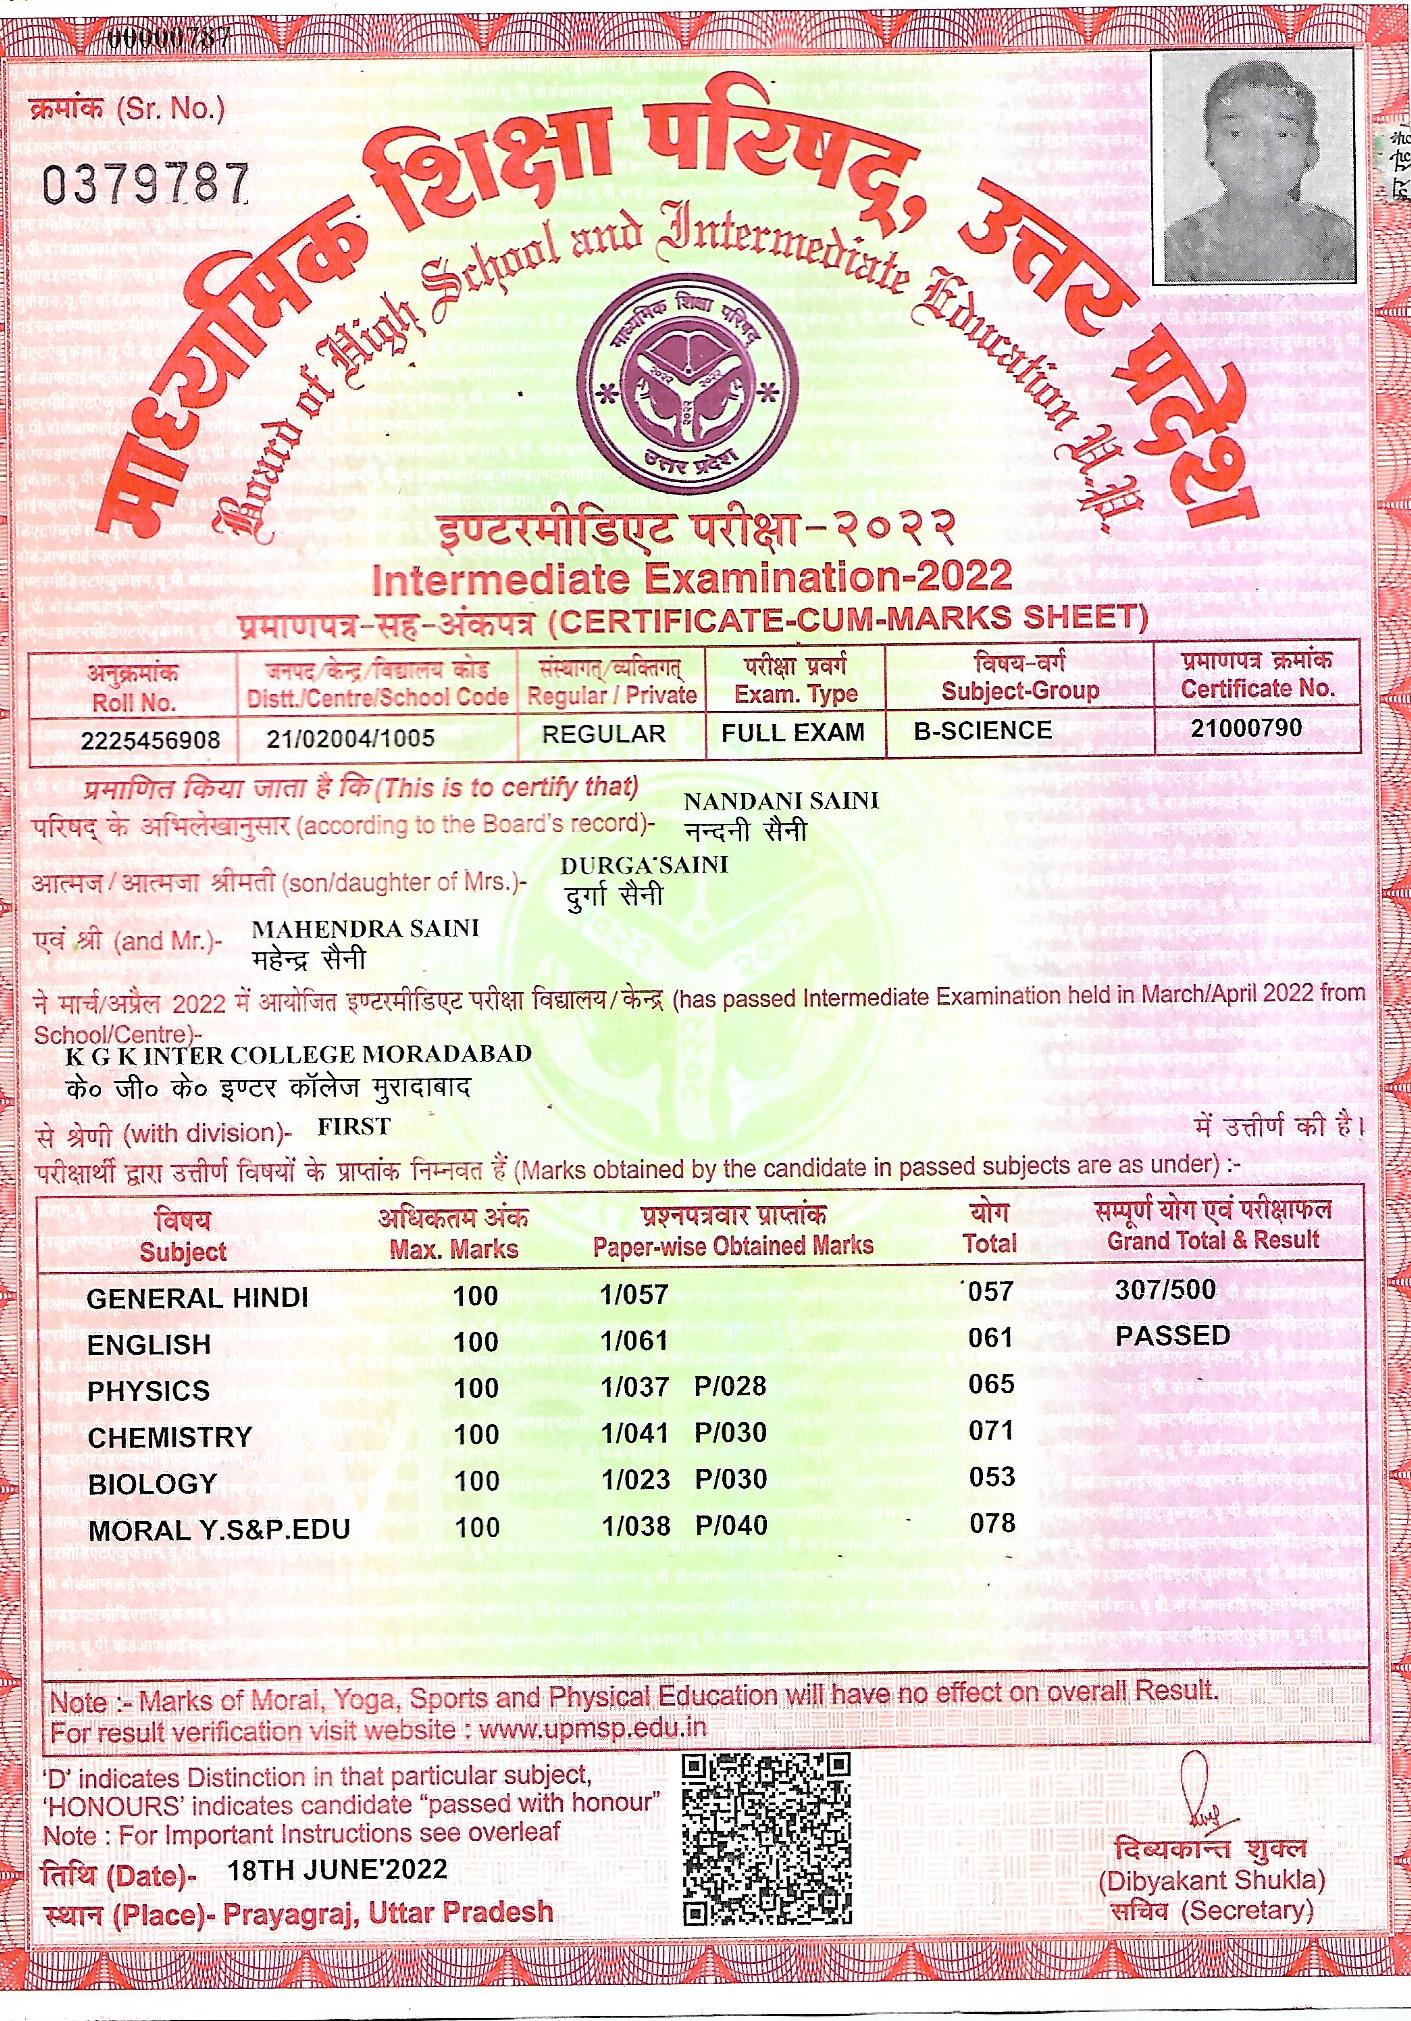 00000787
क्रमांक (Sr. No.)
0379787
माध्यमिक शिक्षा परिषद्, उत्तर प्रदेश
Board of High School and Intermediate Education U.P.
माध्यमिक शिक्षा परिषद्
२०२२ २०२२
२०२२
उत्तर प्रदेश
इण्टरमीडिएट परीक्षा-२०२२
Intermediate Examination-2022
प्रमाणपत्र-सह-अंकपत्र (CERTIFICATE-CUM-MARKS SHEET)
अनुक्रमांक जनपद/केन्द्र/विद्यालय कोड संस्थागत्/व्यक्तिगत् परीक्षा प्रवर्ग विषय-वर्ग प्रमाणपत्र क्रमांक
Roll No. Distt./Centre/School Code Regular / Private Exam. Type Subject-Group Certificate No.
2225456908 21/02004/1005 REGULAR FULL EXAM B-SCIENCE 21000790
प्रमाणित किया जाता है कि (This is to certify that) NANDANI SAINI
परिषद् के अभिलेखानुसार (according to the Board's record)- नन्दनी सैनी
DURGA SAINI
आत्मज/आत्मजा श्रीमती (son/daughter of Mrs.)- दुर्गा सैनी
MAHENDRA SAINI
एवं श्री (and Mr.)- महेन्द्र सैनी
ने मार्च/अप्रैल 2022 में आयोजित इण्टरमीडिएट परीक्षा विद्यालय/केन्द्र (has passed Intermediate Examination held in March/April 2022 from
School/Centre)-
K G K INTER COLLEGE MORADABAD
के० जी० के० इण्टर कॉलेज मुरादाबाद
से श्रेणी (with division)- FIRST में उत्तीर्ण की है।
परीक्षार्थी द्वारा उत्तीर्ण विषयों के प्राप्तांक निम्नवत हैं (Marks obtained by the candidate in passed subjects are as under) :-
विषय अधिकतम अंक प्रश्नपत्रवार प्राप्तांक योग सम्पूर्ण योग एवं परीक्षाफल
Subject Max. Marks Paper-wise Obtained Marks Total Grand Total & Result
GENERAL HINDI 100 1/057 057 307/500
ENGLISH 100 1/061 061 PASSED
PHYSICS 100 1/037 P/028 065
CHEMISTRY 100 1/041 P/030 071
BIOLOGY 100 1/023 P/030 053
MORAL Y.S&P.EDU 100 1/038 P/040 078
Note :- Marks of Moral, Yoga, Sports and Physical Education will have no effect on overall Result.
For result verification visit website : www.upmsp.edu.in
'D' indicates Distinction in that particular subject,
'HONOURS' indicates candidate "passed with honour"
Note : For Important Instructions see overleaf
तिथि (Date)- 18TH JUNE'2022
स्थान (Place)- Prayagraj, Uttar Pradesh
दिब्यकान्त शुक्ल
(Dibyakant Shukla)
सचिव (Secretary)